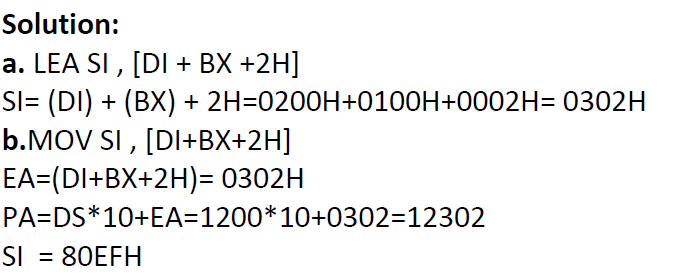 Solution:
a. LEA SI , [DI + BX +2H]
SI= (DI) + (BX) + 2H=0200H+0100H+0002H= 0302H
b.MOV SI , [DI+BX+2H]
EA=(DI+BX+2H)= 0302H
PA=DS*10+EA=1200*10+0302=12302
SI = 80EFH